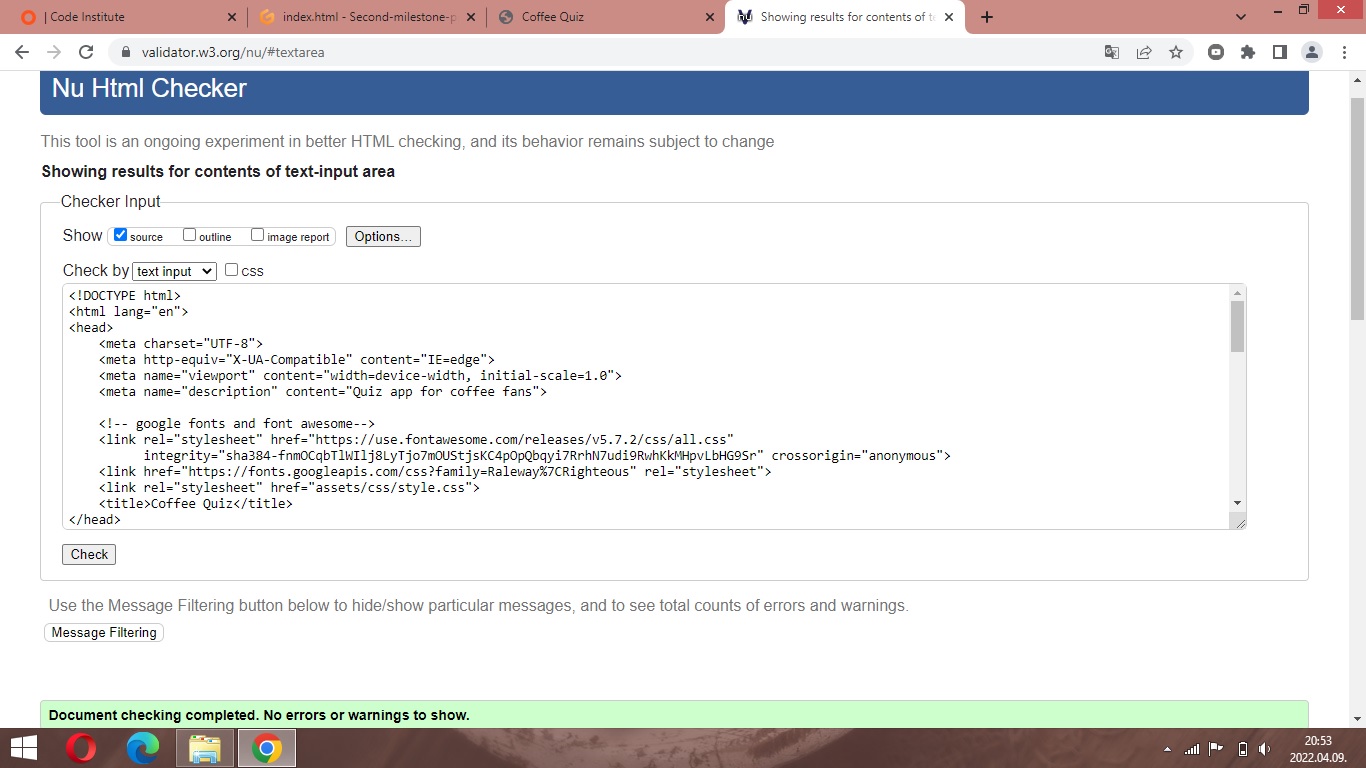 | Code Institute
index.html - Second-milestone-p
Coffee Quiz
Showing results for contents of te
validator.w3.org/nu/#textarea
Nu Html Checker
This tool is an ongoing experiment in better HTML checking, and its behavior remains subject to change
Showing results for contents of text-input area
Checker Input
Show source outline image report Options...
Check by text input css
<!DOCTYPE html>
<html lang="en">
<head>
<meta charset="UTF-8">
<meta http-equiv="X-UA-Compatible" content="IE=edge">
<meta name="viewport" content="width=device-width, initial-scale=1.0">
<meta name="description" content="Quiz app for coffee fans">
<!-- google fonts and font awesome-->
<link rel="stylesheet" href="https://use.fontawesome.com/releases/v5.7.2/css/all.css"
integrity="sha384-fnmOCqbTlWIlj8LyTjo7mOUStjsKC4pOpQbqyi7RrhN7udi9RwhKkMHpvLbHG9Sr" crossorigin="anonymous">
<link href="https://fonts.googleapis.com/css?family=Raleway%7CRighteous" rel="stylesheet">
<link rel="stylesheet" href="assets/css/style.css">
<title>Coffee Quiz</title>
</head>
Check
Use the Message Filtering button below to hide/show particular messages, and to see total counts of errors and warnings.
Message Filtering
Document checking completed. No errors or warnings to show.
20:53
2022.04.09.